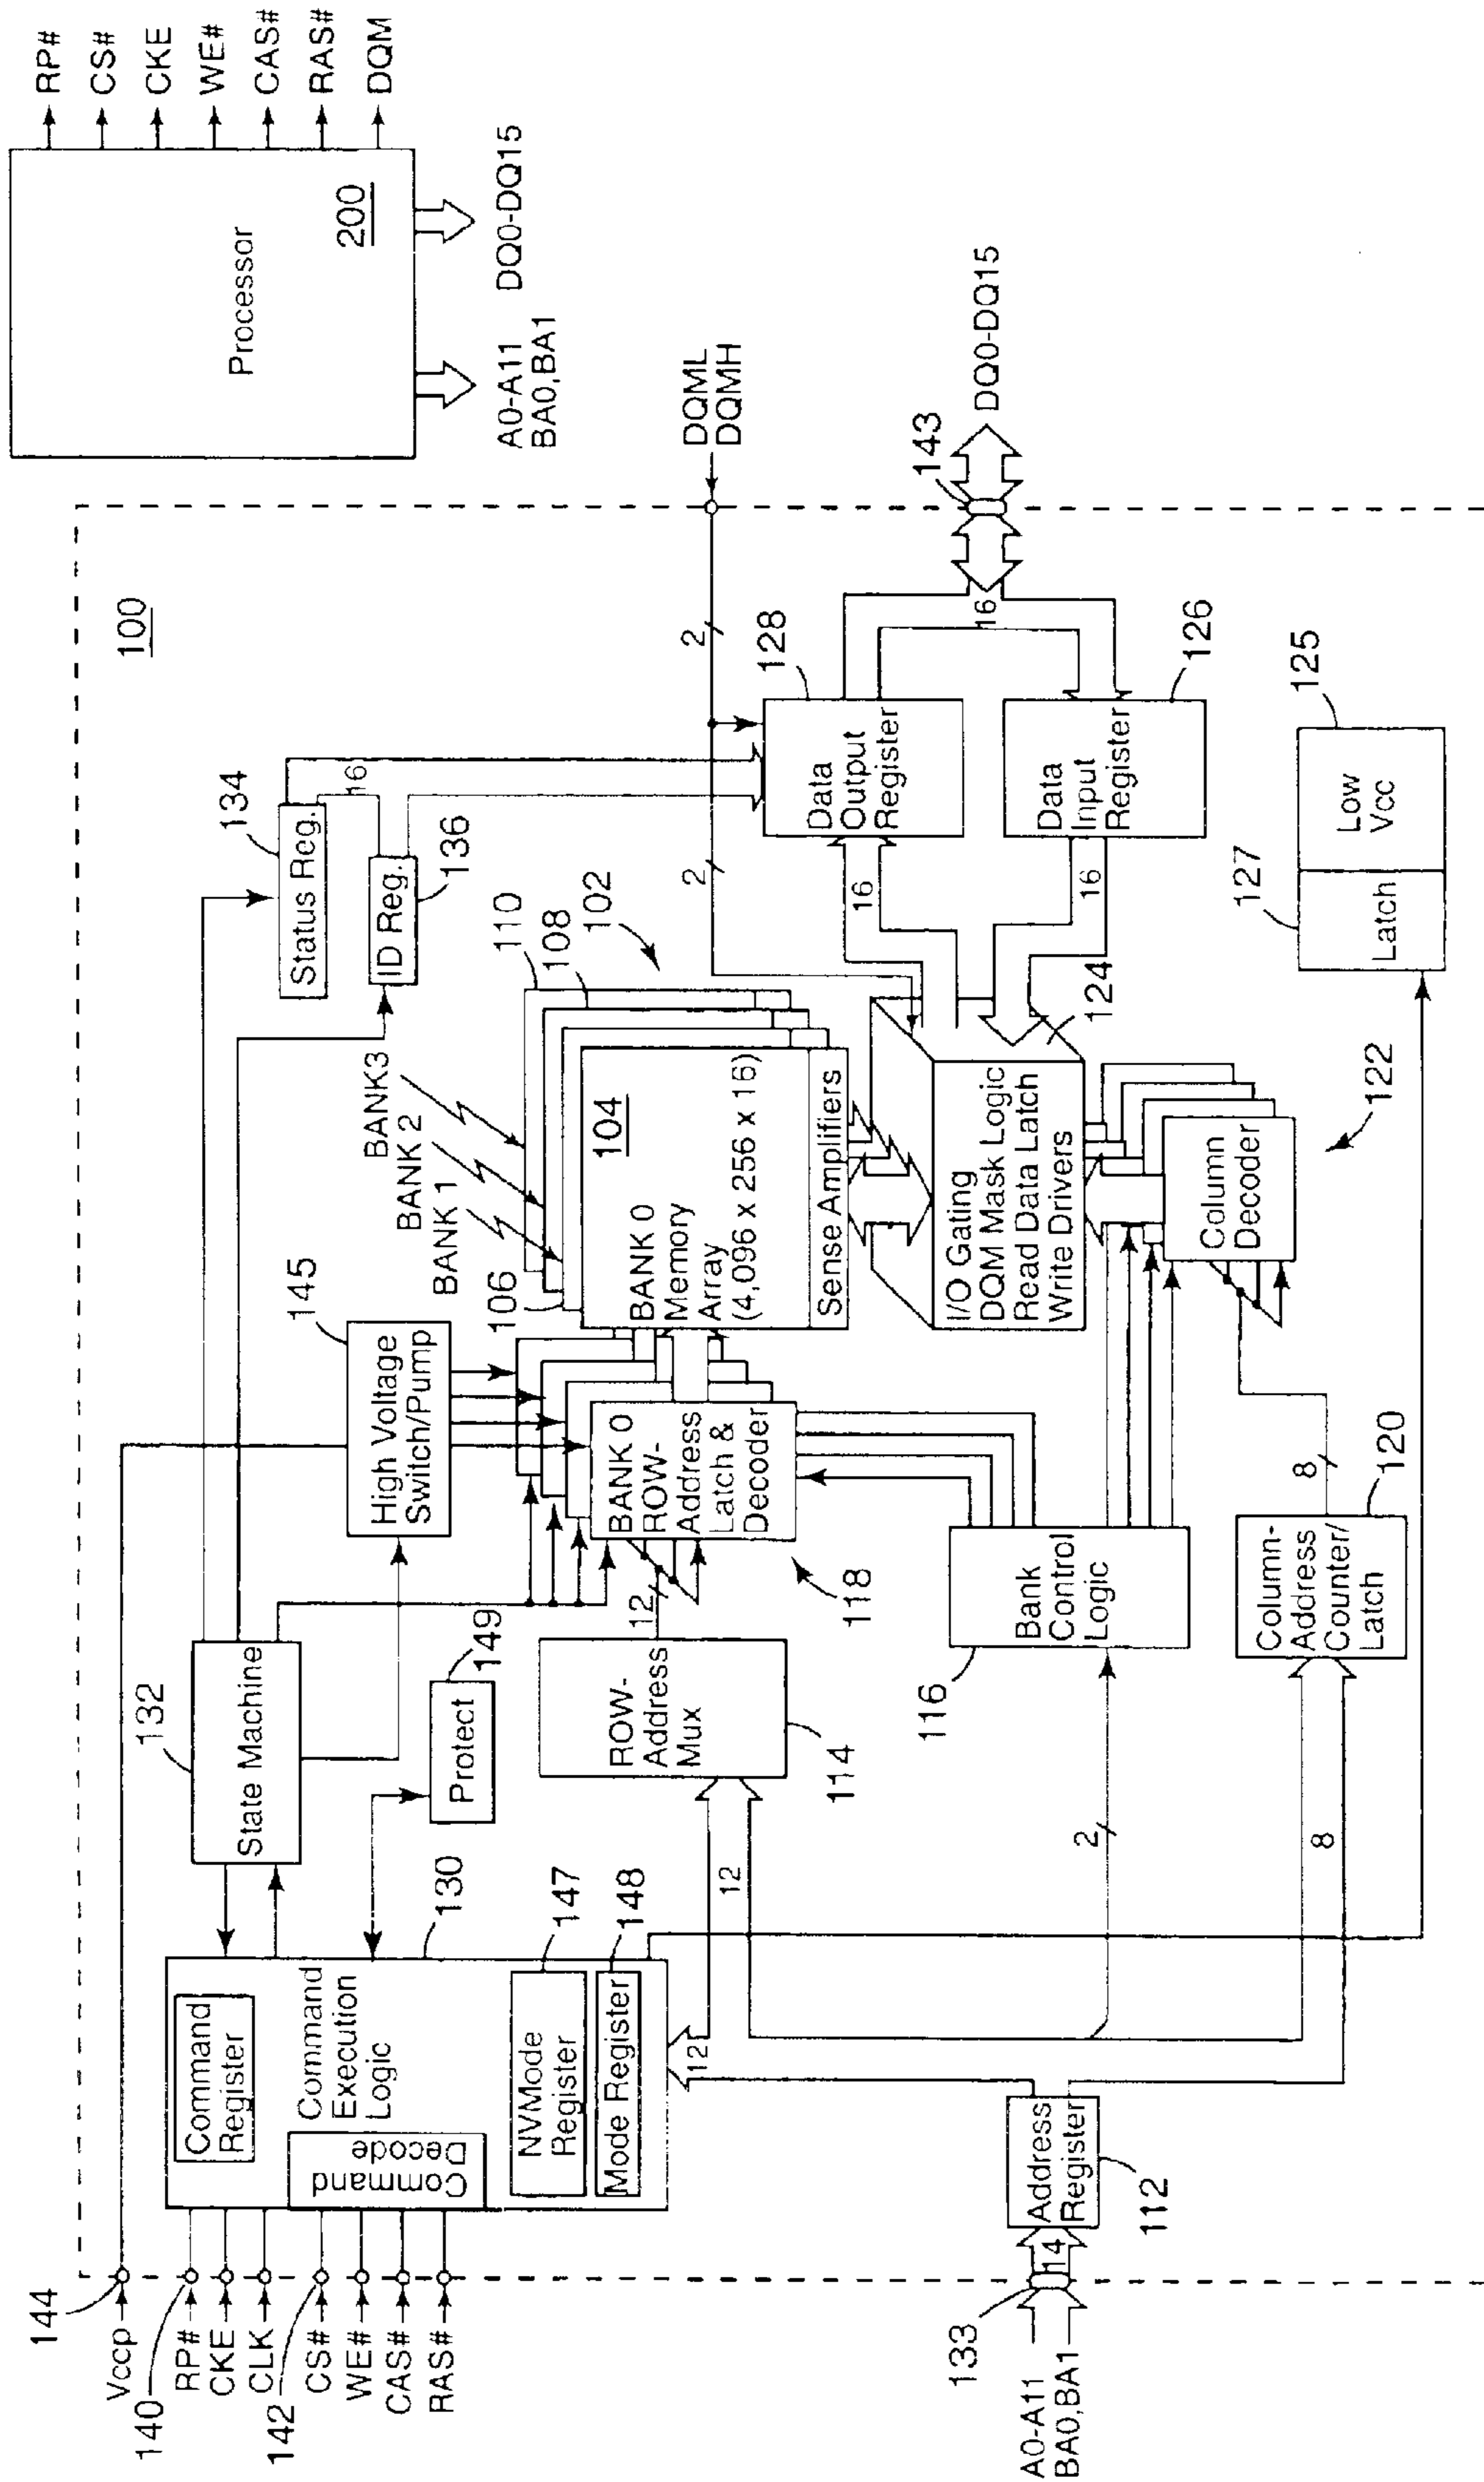 Processor
200
RP#
CS#
CKE
WE#
CAS#
RAS#
DQM
A0-A11
BA0,BA1
DQ0-DQ15
100
144
Vccp
140
RP#
CKE
CLK
142
CS#
WE#
CAS#
RAS#
Command
Register
Command
Execution
Logic
Command
Decode
NVMode
Register
Mode Register
130
147
148
132
State Machine
Protect
149
145
High Voltage
Switch/Pump
134
Status Reg.
16
ID Reg.
136
BANK3
BANK 2
BANK 1
106
110
108
102
104
BANK 0
Memory
Array
(4,096 x 256 x 16)
Sense Amplifiers
BANK 0
ROW-
Address
Latch &
Decoder
118
12
ROW-
Address
Mux
114
12
12
116
Bank
Control
Logic
2
I/O Gating
DQM Mask Logic
Read Data Latch
Write Drivers
124
Column
Decoder
122
Column-
Address
Counter/
Latch
120
8
8
133
A0-A11
BA0,BA1
14
Address
Register
112
DQML
DQMH
2
2
128
Data
Output
Register
16
Data
Input
Register
126
16
16
143
DQ0-DQ15
127
Latch
Low
Vcc
125